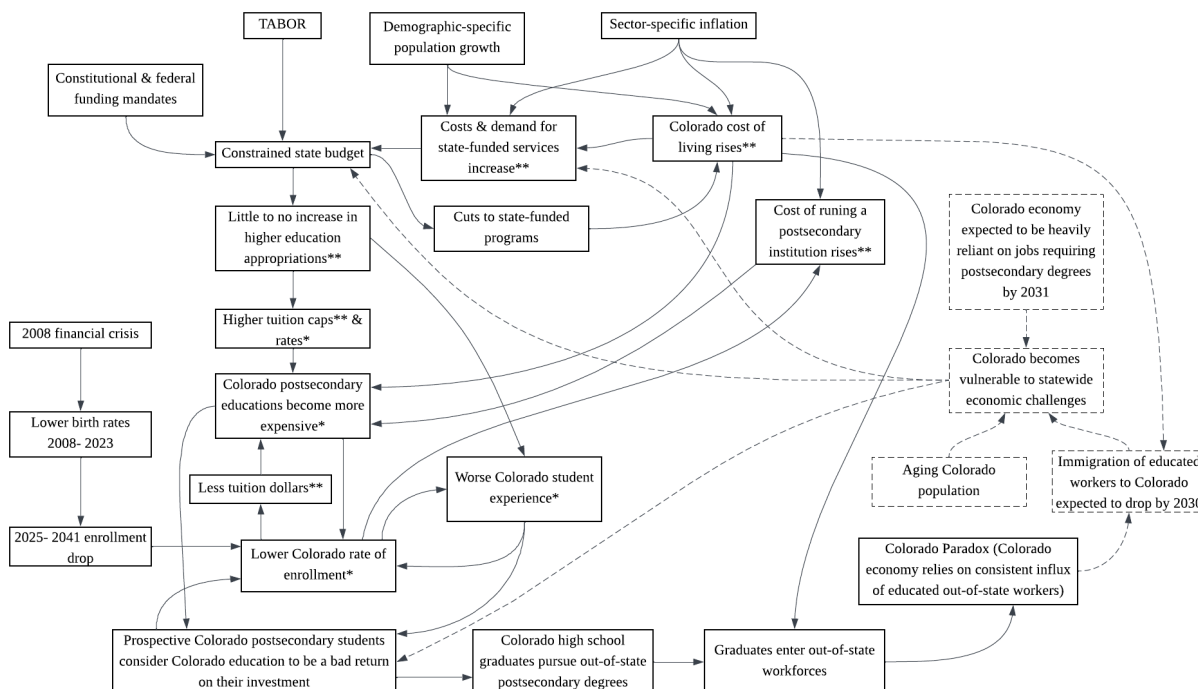 TABOR
Demographic-specific
population growth
Sector-specific inflation
Constitutional & federal
funding mandates
Constrained state budget
Costs & demand for
state-funded services
increase**
Colorado cost of
living rises**
Little to no increase in
higher education
appropriations**
Cuts to state-funded
programs
Cost of runing a
postsecondary
institution rises**
Colorado economy
expected to be heavily
reliant on jobs requiring
postsecondary degrees
by 2031
2008 financial crisis
Higher tuition caps** &
rates*
Colorado becomes
vulnerable to statewide
economic challenges
Colorado postsecondary
educations become more
expensive*
Lower birth rates
2008- 2023
Less tuition dollars**
Worse Colorado student
experience*
Aging Colorado
population
Immigration of educated
workers to Colorado
expected to drop by 2030
2025- 2041 enrollment
drop
Lower Colorado rate of
enrollment*
Colorado Paradox (Colorado
economy relies on consistent influx
of educated out-of-state workers)
Prospective Colorado postsecondary students
consider Colorado education to be a bad return
on their investment
Colorado high school
graduates pursue out-of-state
postsecondary degrees
Graduates enter out-of-state
workforces